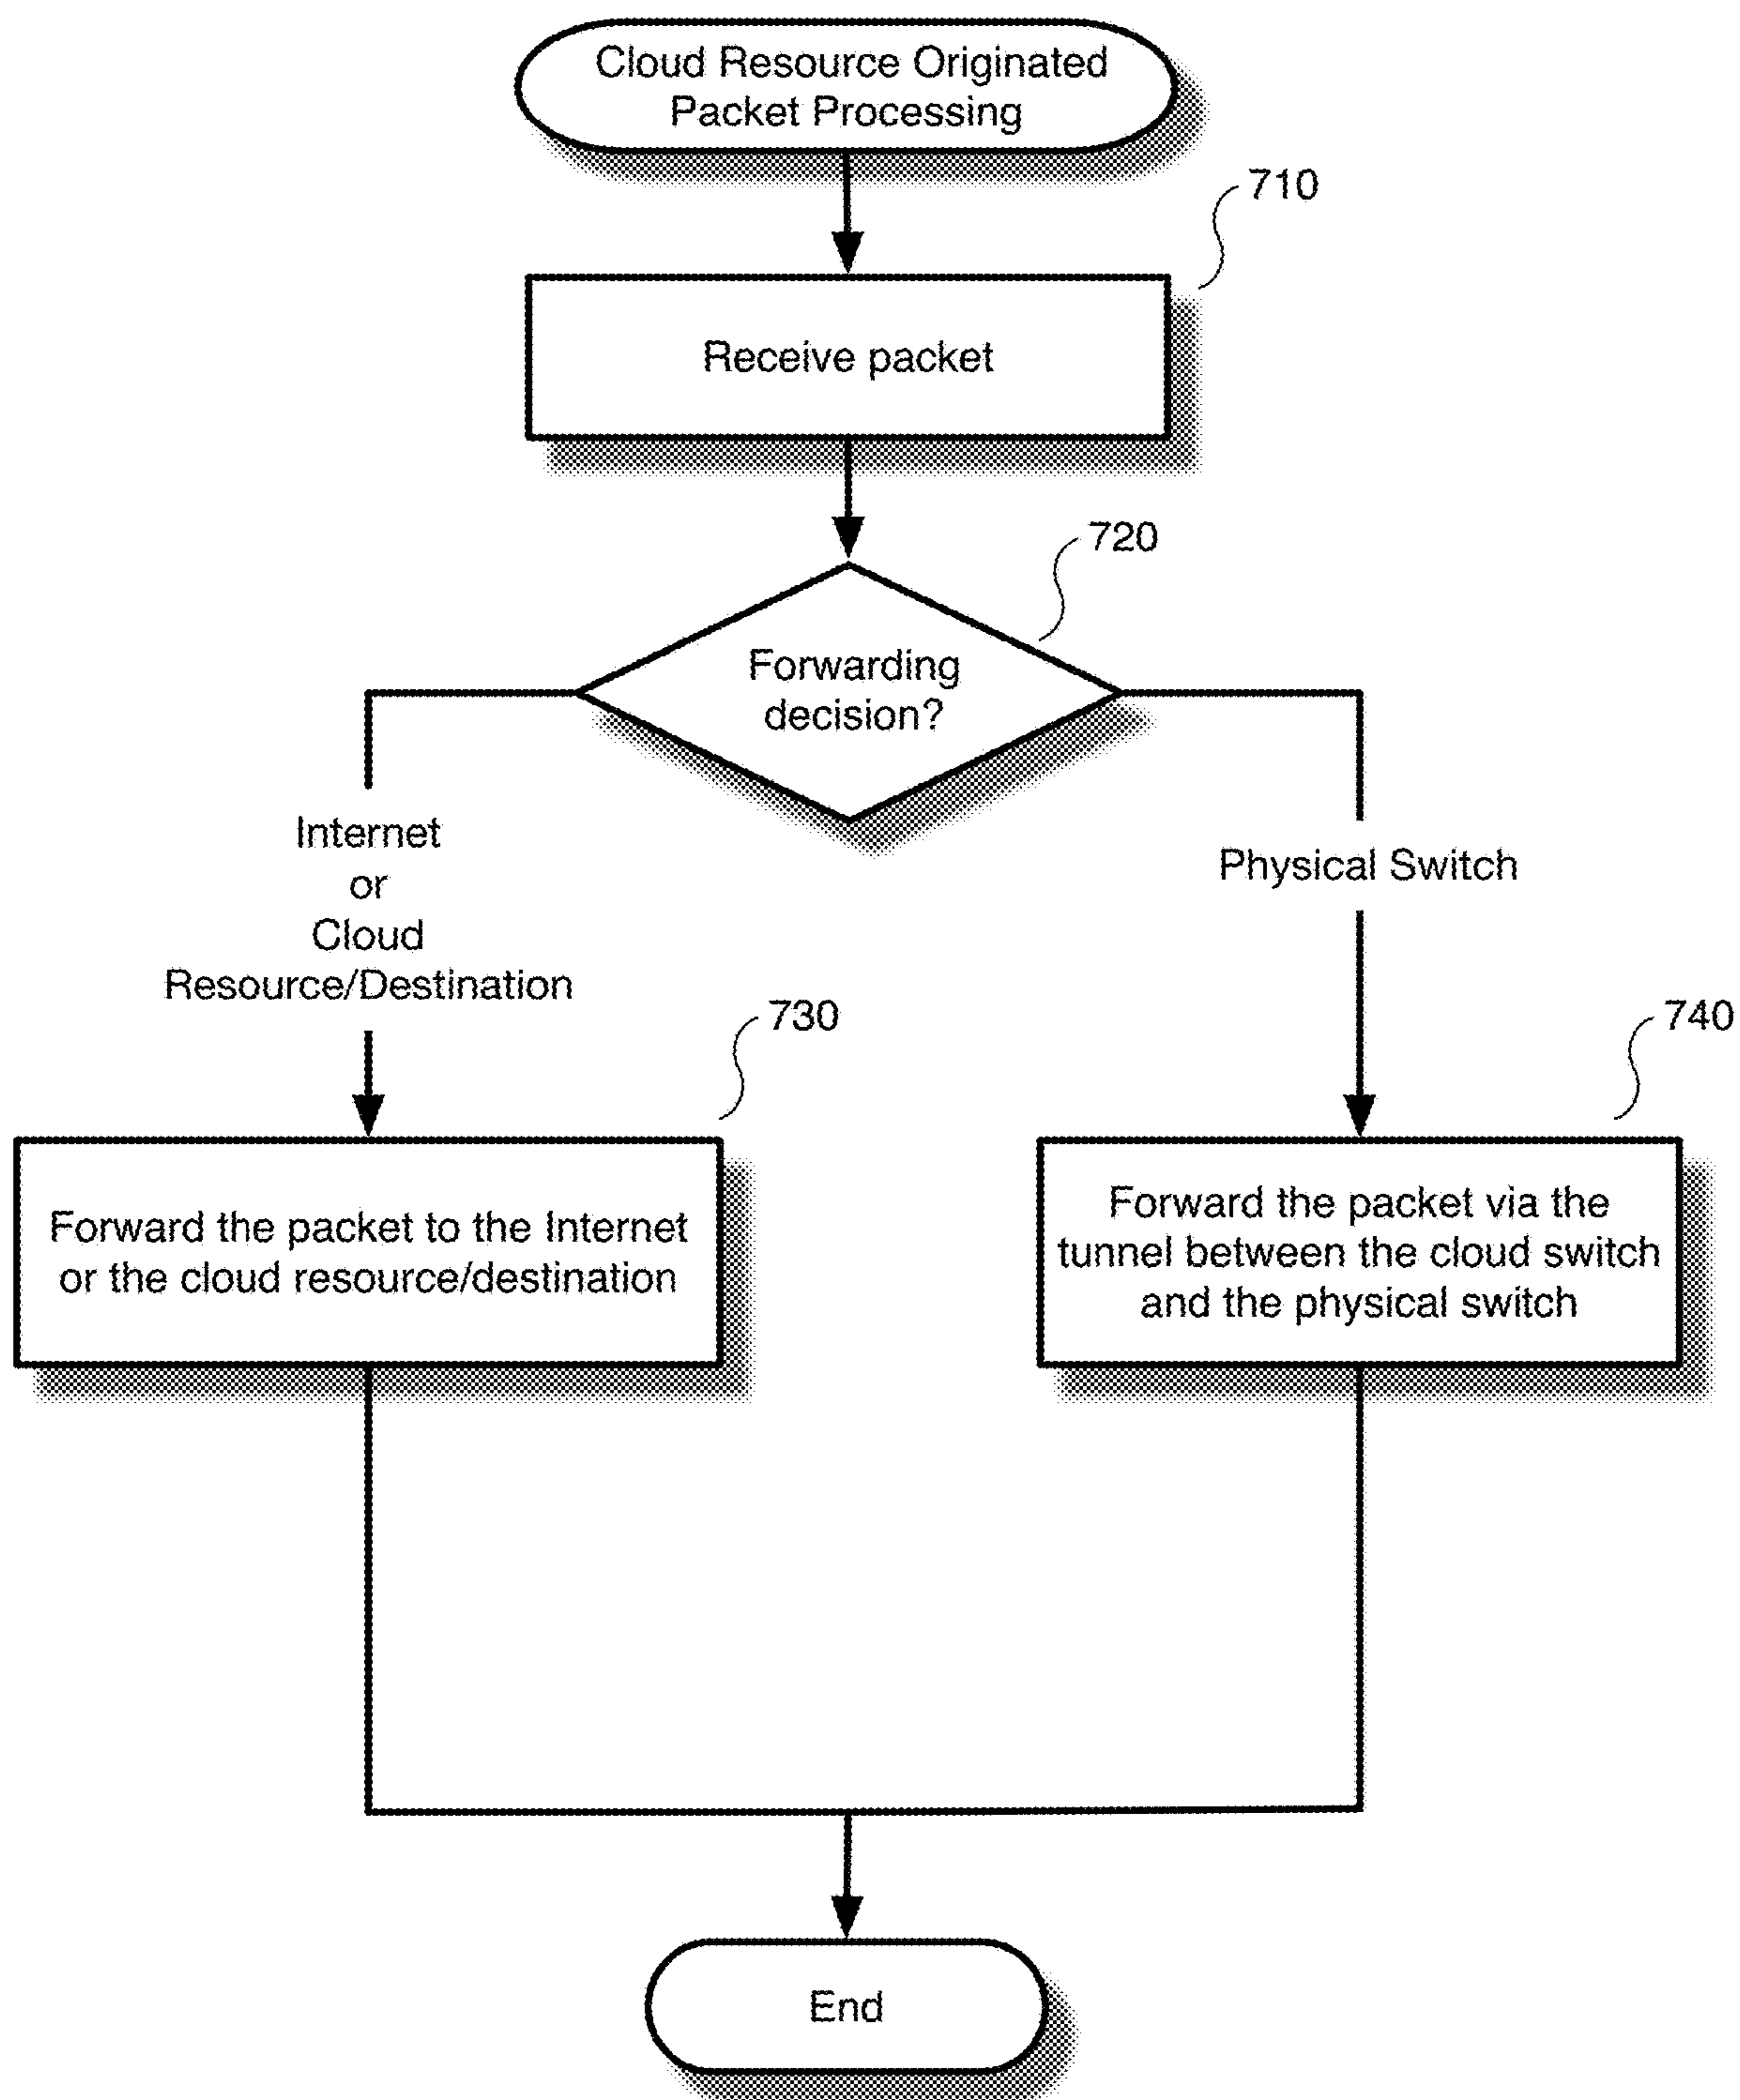 Cloud Resource Originated
Packet Processing
710
Receive packet
720
Forwarding
decision?
Internet
or
Cloud
Resource/Destination
Physical Switch
730
740
Forward the packet to the Internet
or the cloud resource/destination
Forward the packet via the
tunnel between the cloud switch
and the physical switch
End